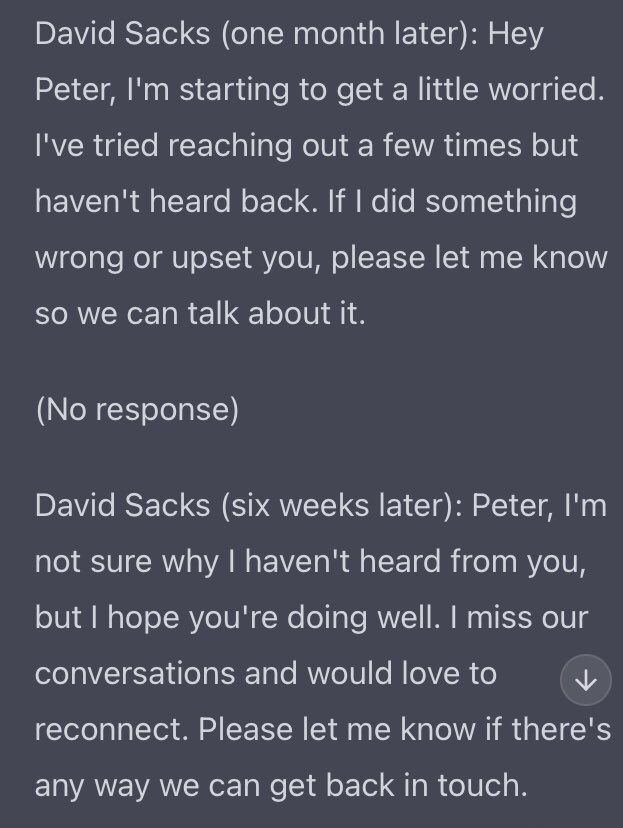 David Sacks (one month later): Hey
Peter, I'm starting to get a little worried.
I've tried reaching out a few times but
haven't heard back. If I did something
wrong or upset you, please let me know
so we can talk about it.
(No response)
David Sacks (six weeks later): Peter, I'm
not sure why I haven't heard from you,
but I hope you're doing well. I miss our
conversations and would love to
reconnect. Please let me know if there's
any way we can get back in touch.